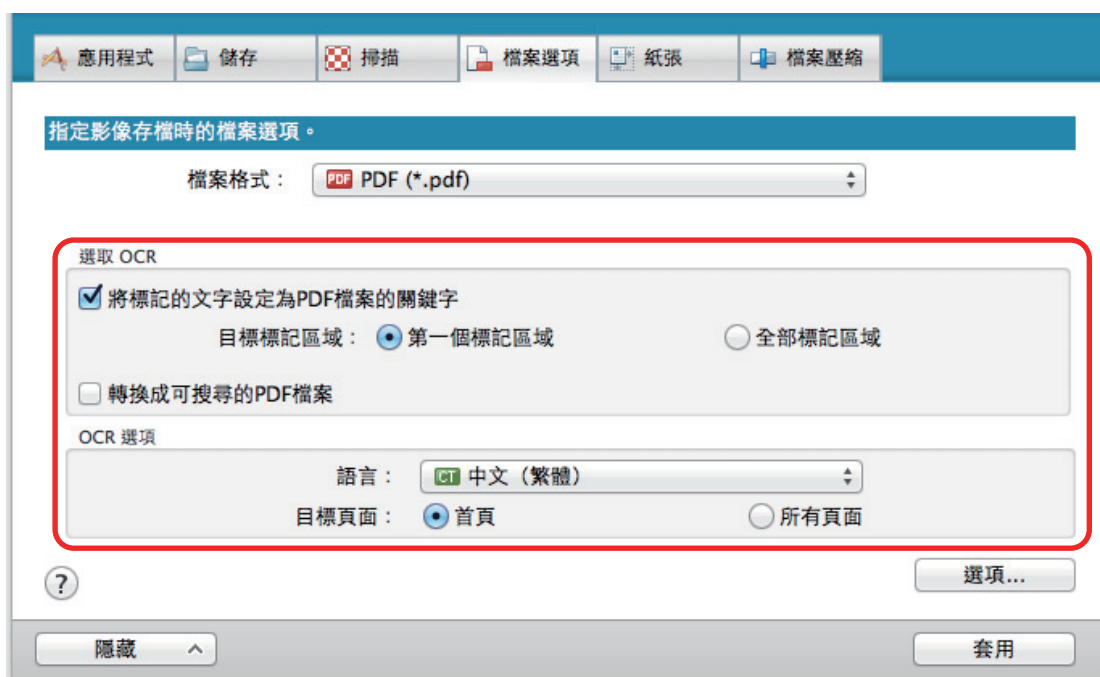 應用程式 儲存 掃描 檔案選項 紙張 檔案壓縮
指定影像存檔時的檔案選項。
檔案格式： PDF PDF (*.pdf)
選取 OCR
將標記的文字設定為PDF檔案的關鍵字
目標標記區域： 第一個標記區域 全部標記區域
轉換成可搜尋的PDF檔案
OCR 選項
語言： CT 中文（繁體）
目標頁面： 首頁 所有頁面
? 選項...
隱藏 套用